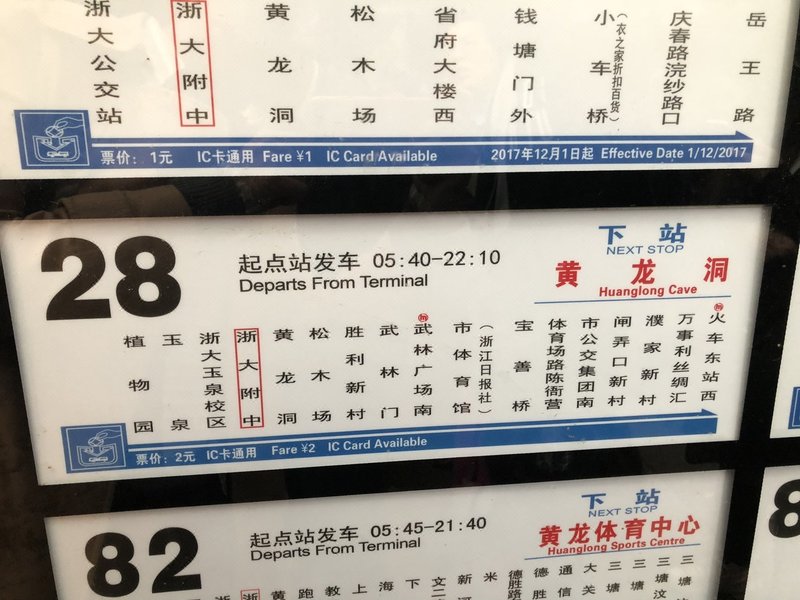 浙大公交站
浙大附中
黄龙洞
松木场
省府大楼西
钱塘门外
小车桥
(衣之家折扣百货)
庆春路浣纱路口
岳王路
票价：1元 IC卡通用 Fare ¥1 IC Card Available
2017年12月1日起 Effective Date 1/12/2017
28
起点站发车 05:40-22:10
Departs From Terminal
下站
NEXT STOP
黄龙洞
Huanglong Cave
植物园
玉泉
浙大玉泉校区
浙大附中
黄龙洞
松木场
胜利新村
武林门
武林广场南
市体育馆
(浙江日报社)
宝善桥
体育场路陈衙营
市公交集团南
闸弄口新村
濮家新村
万事利丝绸汇
火车东站西
票价：2元 IC卡通用 Fare ¥2 IC Card Available
82
起点站发车 05:45-21:40
Departs From Terminal
下站
NEXT STOP
黄龙体育中心
Huanglong Sports Centre